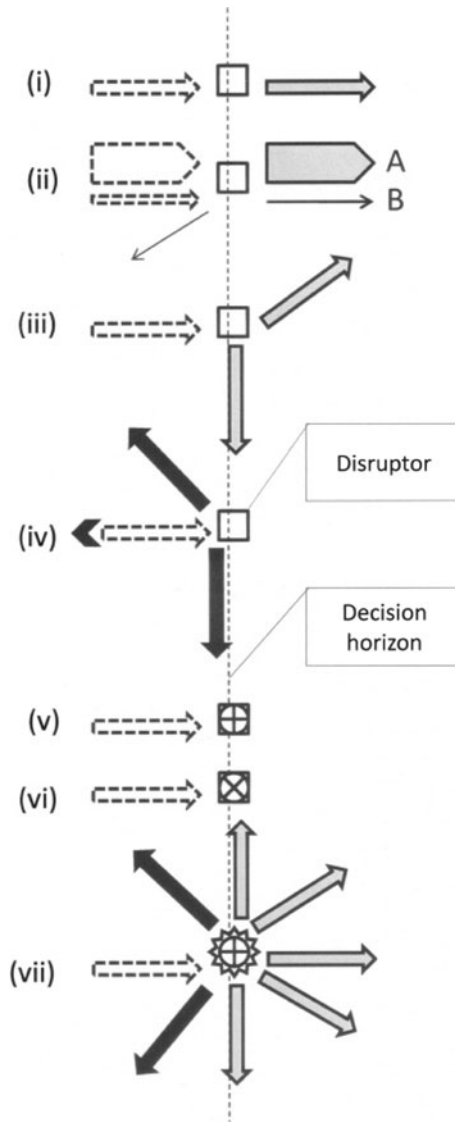 (i)
(ii)
A
B
(iii)
Disruptor
(iv)
Decision
horizon
(v)
(vi)
(vii)